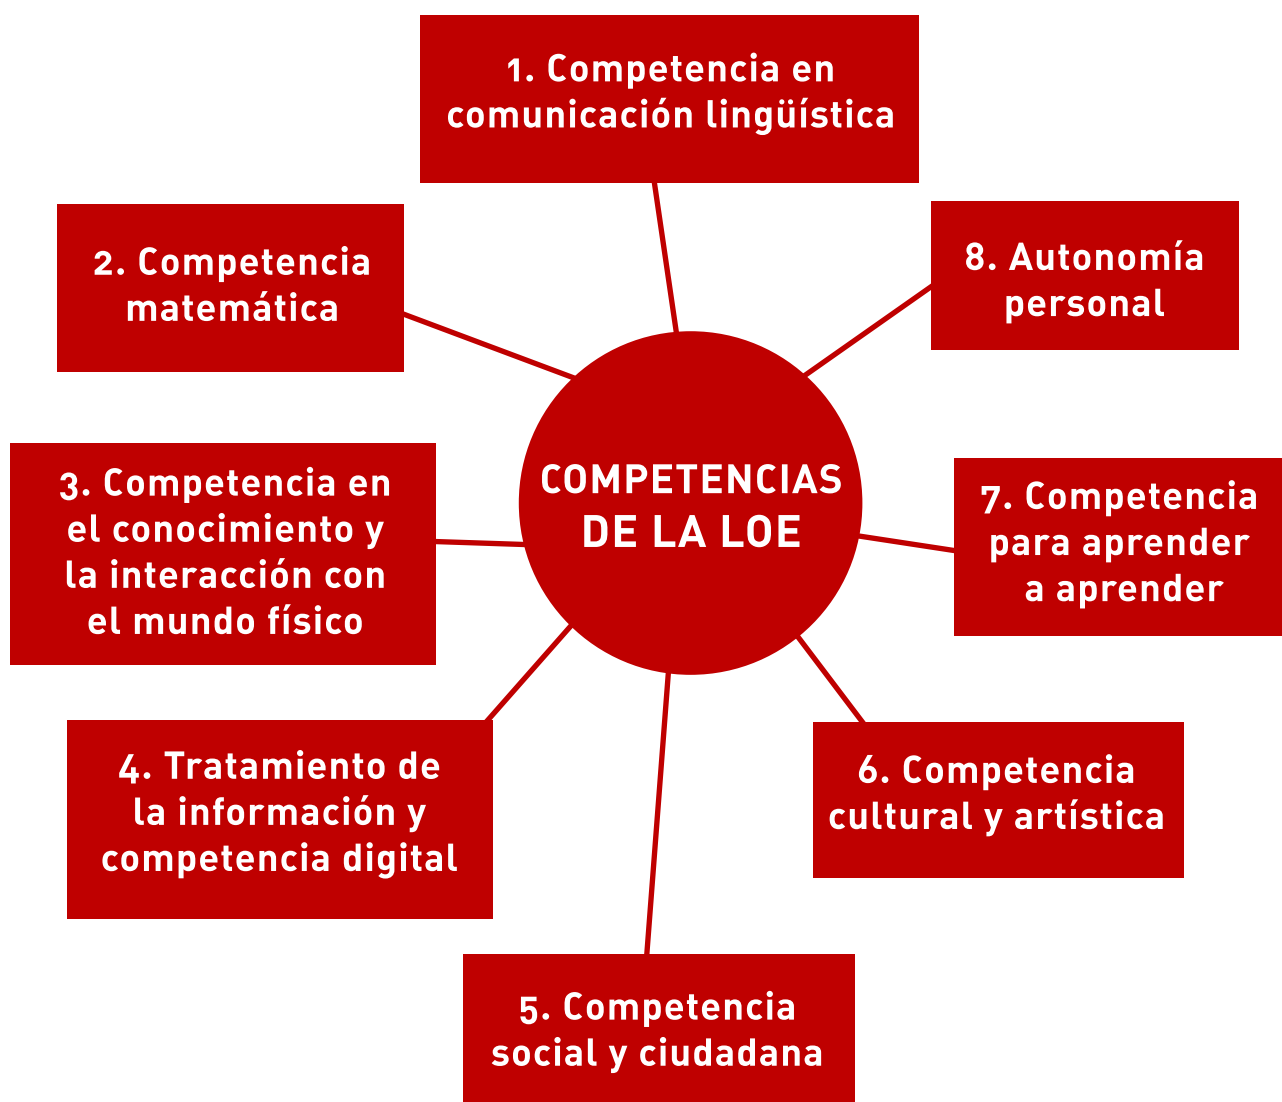 1. Competencia en
comunicación lingüística
2. Competencia
matemática
8. Autonomía
personal
COMPETENCIAS
DE LA LOE
3. Competencia en
el conocimiento y
la interacción con
el mundo físico
7. Competencia
para aprender
a aprender
4. Tratamiento de
la información y
competencia digital
6. Competencia
cultural y artística
5. Competencia
social y ciudadana